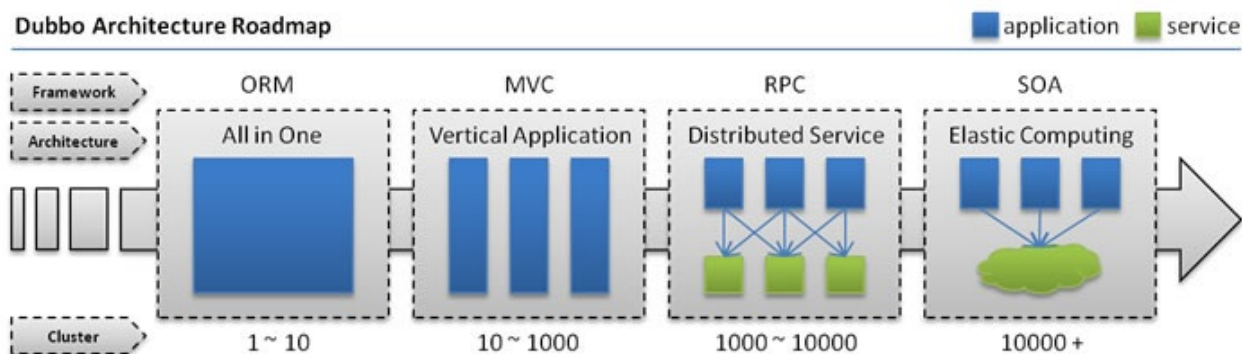 Dubbo Architecture Roadmap
application
service
Framework
ORM
MVC
RPC
SOA
Architecture
All in One
Vertical Application
Distributed Service
Elastic Computing
Cluster
1 ~ 10
10 ~ 1000
1000 ~ 10000
10000 +